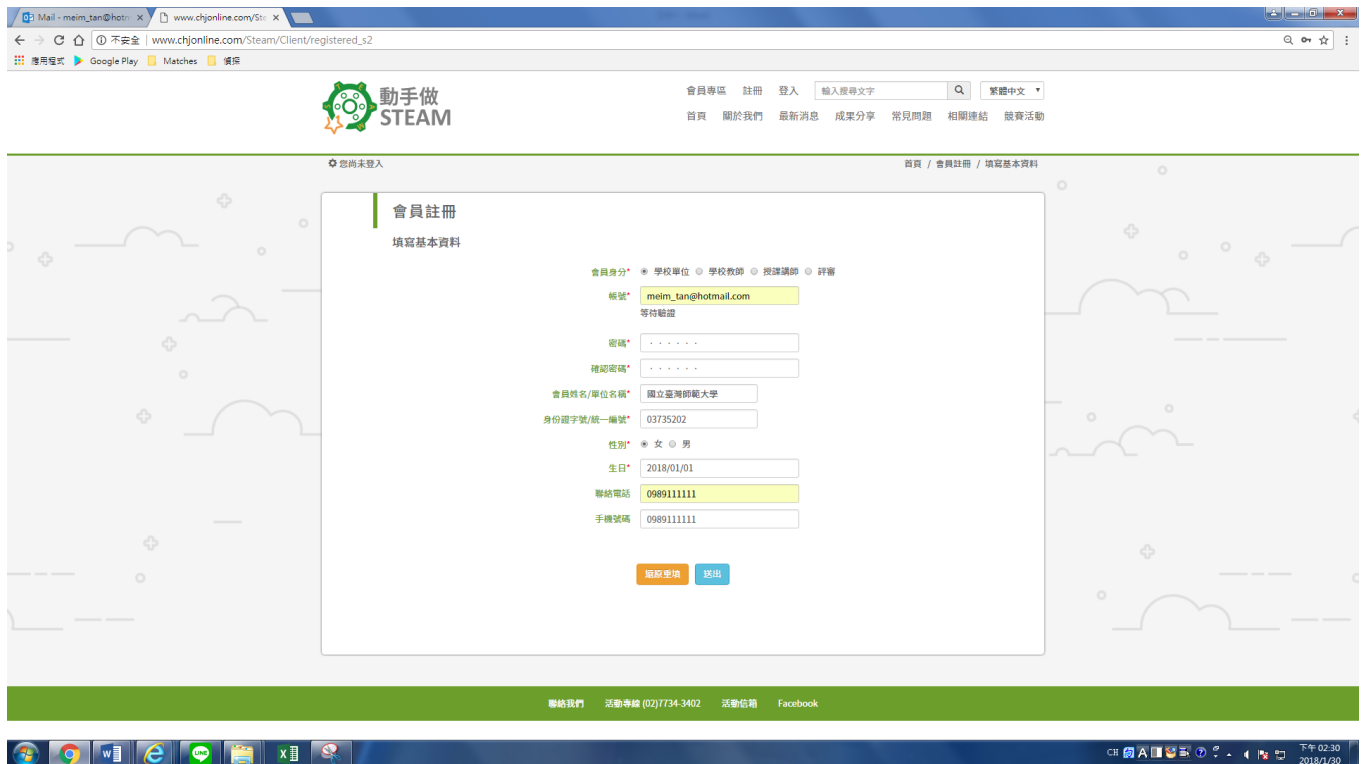 Mail - meim_tan@hotm
www.chjonline.com/Ste
不安全 | www.chjonline.com/Steam/Client/registered_s2
應用程式 Google Play Matches 偵探
動手做
STEAM
會員專區 註冊 登入 輸入搜尋文字 繁體中文
首頁 關於我們 最新消息 成果分享 常見問題 相關連結 競賽活動
您尚未登入 首頁 / 會員註冊 / 填寫基本資料
會員註冊
填寫基本資料
會員身分* 學校單位 學校教師 授課講師 評審
帳號* meim_tan@hotmail.com
等待驗證
密碼* ······
確認密碼* ······
會員姓名/單位名稱* 國立臺灣師範大學
身份證字號/統一編號* 03735202
性別* 女 男
生日* 2018/01/01
聯絡電話 0989111111
手機號碼 0989111111
還原重填 送出
聯絡我們 活動專線 (02)7734-3402 活動信箱 Facebook
CH 下午 02:30
2018/1/30